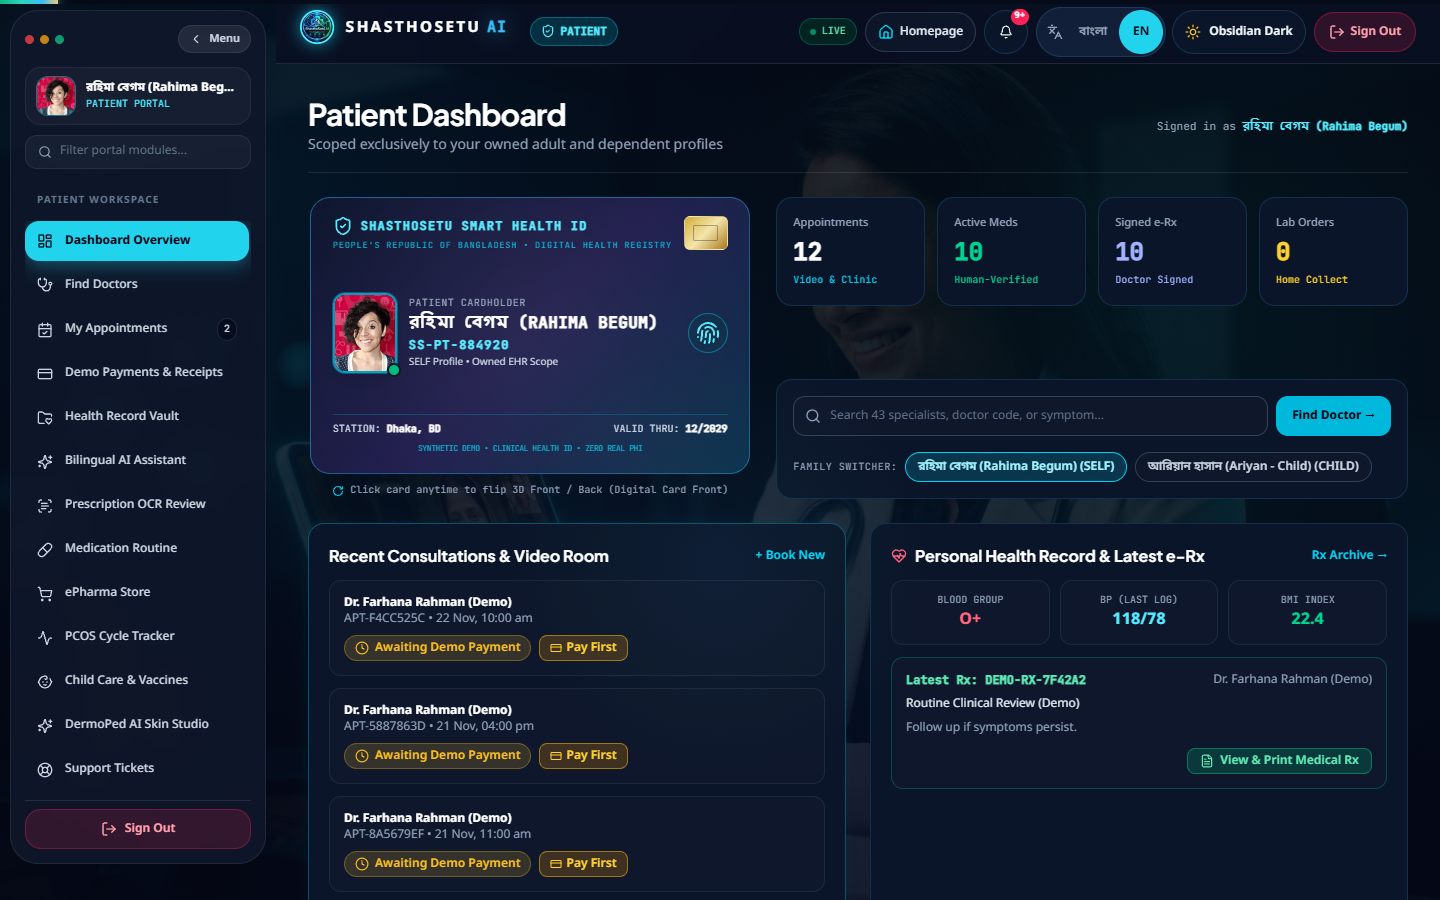 Menu
রহিমা বেগম (Rahima Beg...
PATIENT PORTAL
Filter portal modules...
PATIENT WORKSPACE
Dashboard Overview
Find Doctors
My Appointments 2
Demo Payments & Receipts
Health Record Vault
Bilingual AI Assistant
Prescription OCR Review
Medication Routine
ePharma Store
PCOS Cycle Tracker
Child Care & Vaccines
DermoPed AI Skin Studio
Support Tickets
Sign Out
SHASTHOSETU AI
PATIENT
LIVE
Homepage
9+
বাংলা
EN
Obsidian Dark
Sign Out
Patient Dashboard
Scoped exclusively to your owned adult and dependent profiles
Signed in as রহিমা বেগম (Rahima Begum)
SHASTHOSETU SMART HEALTH ID
PEOPLE'S REPUBLIC OF BANGLADESH • DIGITAL HEALTH REGISTRY
PATIENT CARDHOLDER
রহিমা বেগম (RAHIMA BEGUM)
SS-PT-884920
SELF Profile • Owned EHR Scope
STATION: Dhaka, BD
VALID THRU: 12/2029
SYNTHETIC DEMO • CLINICAL HEALTH ID • ZERO REAL PHI
Click card anytime to flip 3D Front / Back (Digital Card Front)
Appointments
12
Video & Clinic
Active Meds
10
Human-Verified
Signed e-Rx
10
Doctor Signed
Lab Orders
0
Home Collect
Search 43 specialists, doctor code, or symptom...
Find Doctor →
FAMILY SWITCHER:
রহিমা বেগম (Rahima Begum) (SELF)
আরিয়ান হাসান (Ariyan - Child) (CHILD)
Recent Consultations & Video Room
+ Book New
Dr. Farhana Rahman (Demo)
APT-F4CC525C • 22 Nov, 10:00 am
Awaiting Demo Payment
Pay First
Dr. Farhana Rahman (Demo)
APT-5887863D • 21 Nov, 04:00 pm
Awaiting Demo Payment
Pay First
Dr. Farhana Rahman (Demo)
APT-8A5679EF • 21 Nov, 11:00 am
Awaiting Demo Payment
Pay First
Personal Health Record & Latest e-Rx
Rx Archive →
BLOOD GROUP
O+
BP (LAST LOG)
118/78
BMI INDEX
22.4
Latest Rx: DEMO-RX-7F42A2
Dr. Farhana Rahman (Demo)
Routine Clinical Review (Demo)
Follow up if symptoms persist.
View & Print Medical Rx